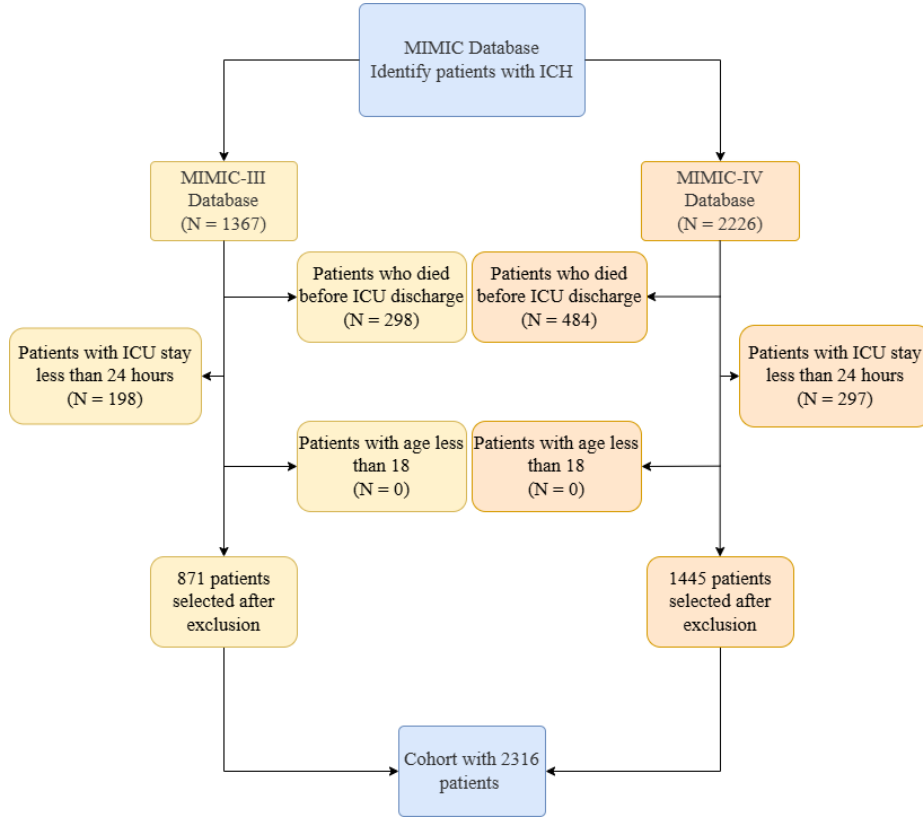 MIMIC Database
Identify patients with ICH
MIMIC-III
Database
(N = 1367)
MIMIC-IV
Database
(N = 2226)
Patients who died
before ICU discharge
(N = 298)
Patients who died
before ICU discharge
(N = 484)
Patients with ICU stay
less than 24 hours
(N = 198)
Patients with ICU stay
less than 24 hours
(N = 297)
Patients with age less
than 18
(N = 0)
Patients with age less
than 18
(N = 0)
871 patients
selected after
exclusion
1445 patients
selected after
exclusion
Cohort with 2316
patients